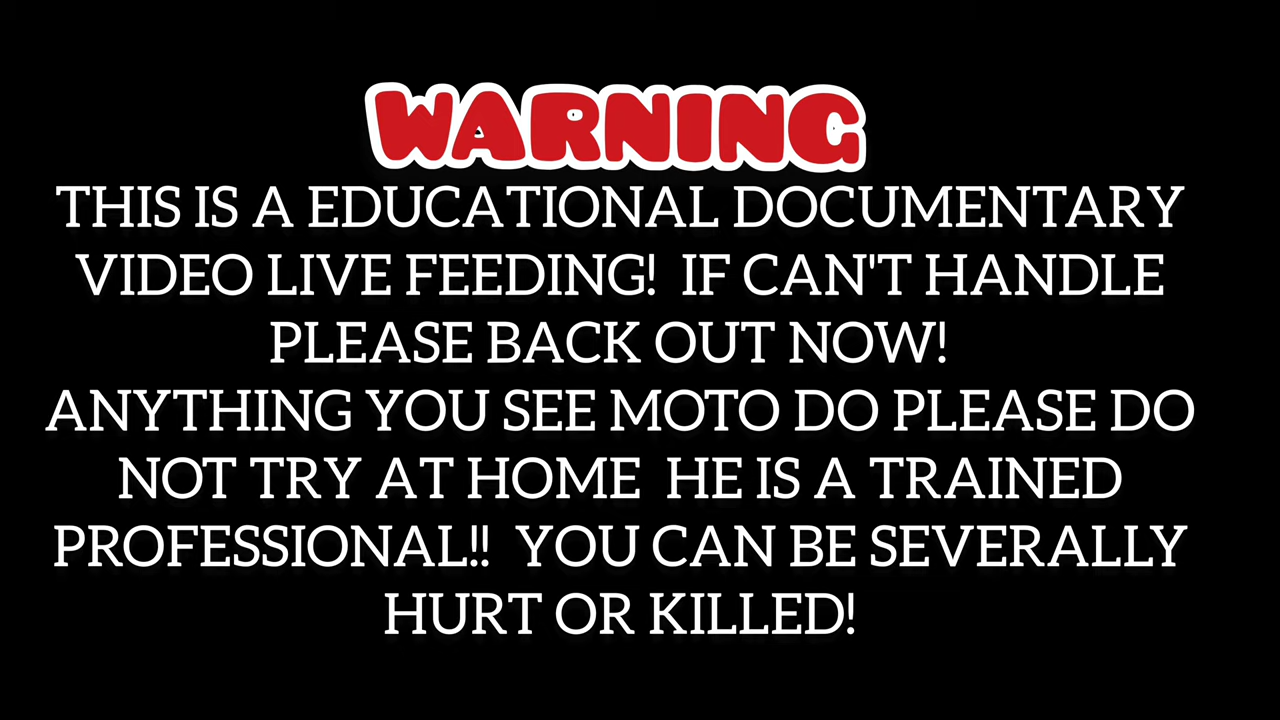 WARNING
THIS IS A EDUCATIONAL DOCUMENTARY
VIDEO LIVE FEEDING! IF CAN'T HANDLE
PLEASE BACK OUT NOW!
ANYTHING YOU SEE MOTO DO PLEASE DO
NOT TRY AT HOME HE IS A TRAINED
PROFESSIONAL!! YOU CAN BE SEVERALLY
HURT OR KILLED!